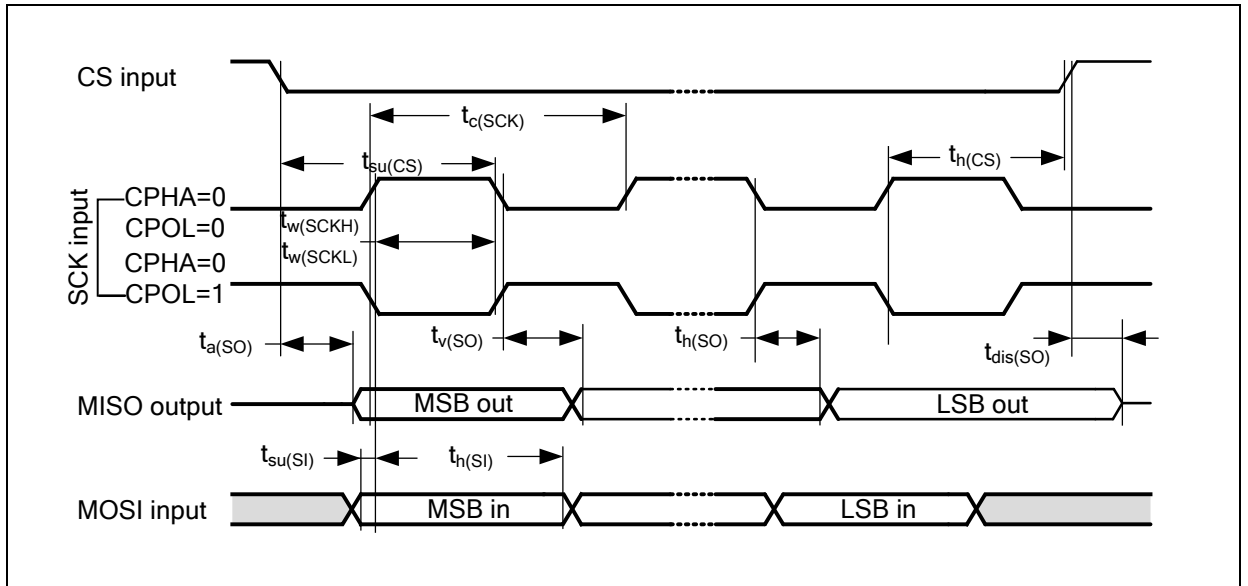 CS input
tc(SCK)
tsu(CS)
th(CS)
SCK input
CPHA=0
CPOL=0
CPHA=0
CPOL=1
tw(SCKH)
tw(SCKL)
ta(SO)
tv(SO)
th(SO)
tdis(SO)
MISO output
MSB out
LSB out
tsu(SI)
th(SI)
MOSI input
MSB in
LSB in